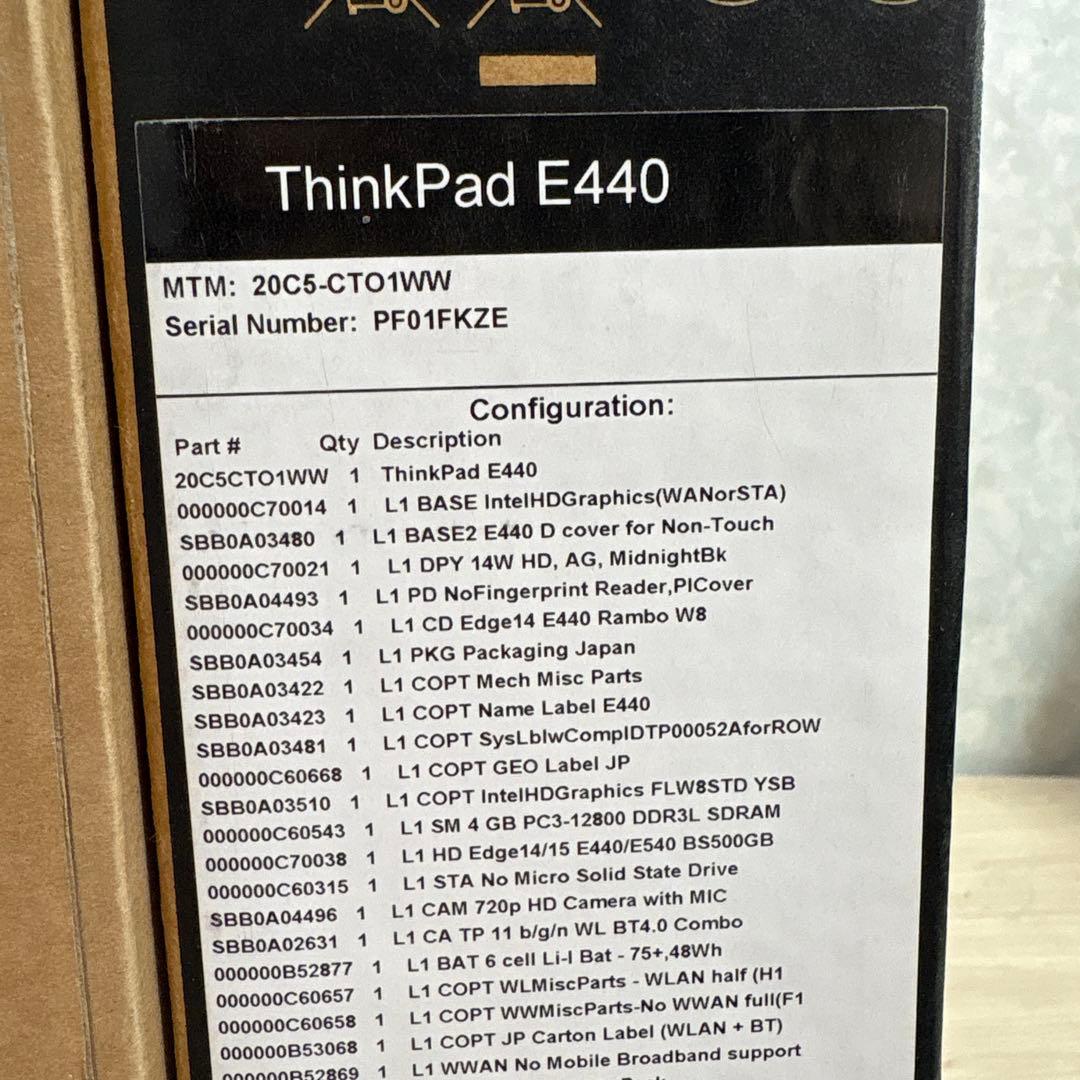 ThinkPad E440
MTM: 20C5-CTO1WW
Serial Number: PF01FKZE
Configuration:
Part # Qty Description
20C5CTO1WW 1 ThinkPad E440
000000C70014 1 L1 BASE IntelHDGraphics(WANorSTA)
SBB0A03480 1 L1 BASE2 E440 D cover for Non-Touch
000000C70021 1 L1 DPY 14W HD, AG, MidnightBk
SBB0A04493 1 L1 PD NoFingerprint Reader,PlCover
000000C70034 1 L1 CD Edge14 E440 Rambo W8
SBB0A03454 1 L1 PKG Packaging Japan
SBB0A03422 1 L1 COPT Mech Misc Parts
SBB0A03423 1 L1 COPT Name Label E440
SBB0A03481 1 L1 COPT SysLblwCompIDTP00052AforROW
000000C60668 1 L1 COPT GEO Label JP
SBB0A03510 1 L1 COPT IntelHDGraphics FLW8STD YSB
000000C60543 1 L1 SM 4 GB PC3-12800 DDR3L SDRAM
000000C70038 1 L1 HD Edge14/15 E440/E540 BS500GB
000000C60315 1 L1 STA No Micro Solid State Drive
SBB0A04496 1 L1 CAM 720p HD Camera with MIC
SBB0A02631 1 L1 CA TP 11 b/g/n WL BT4.0 Combo
000000B52877 1 L1 BAT 6 cell Li-I Bat - 75+,48Wh
000000C60657 1 L1 COPT WLMiscParts - WLAN half (H1
000000C60658 1 L1 COPT WWMiscParts-No WWAN full(F1
000000B53068 1 L1 COPT JP Carton Label (WLAN + BT)
000000B52869 1 L1 WWAN No Mobile Broadband support